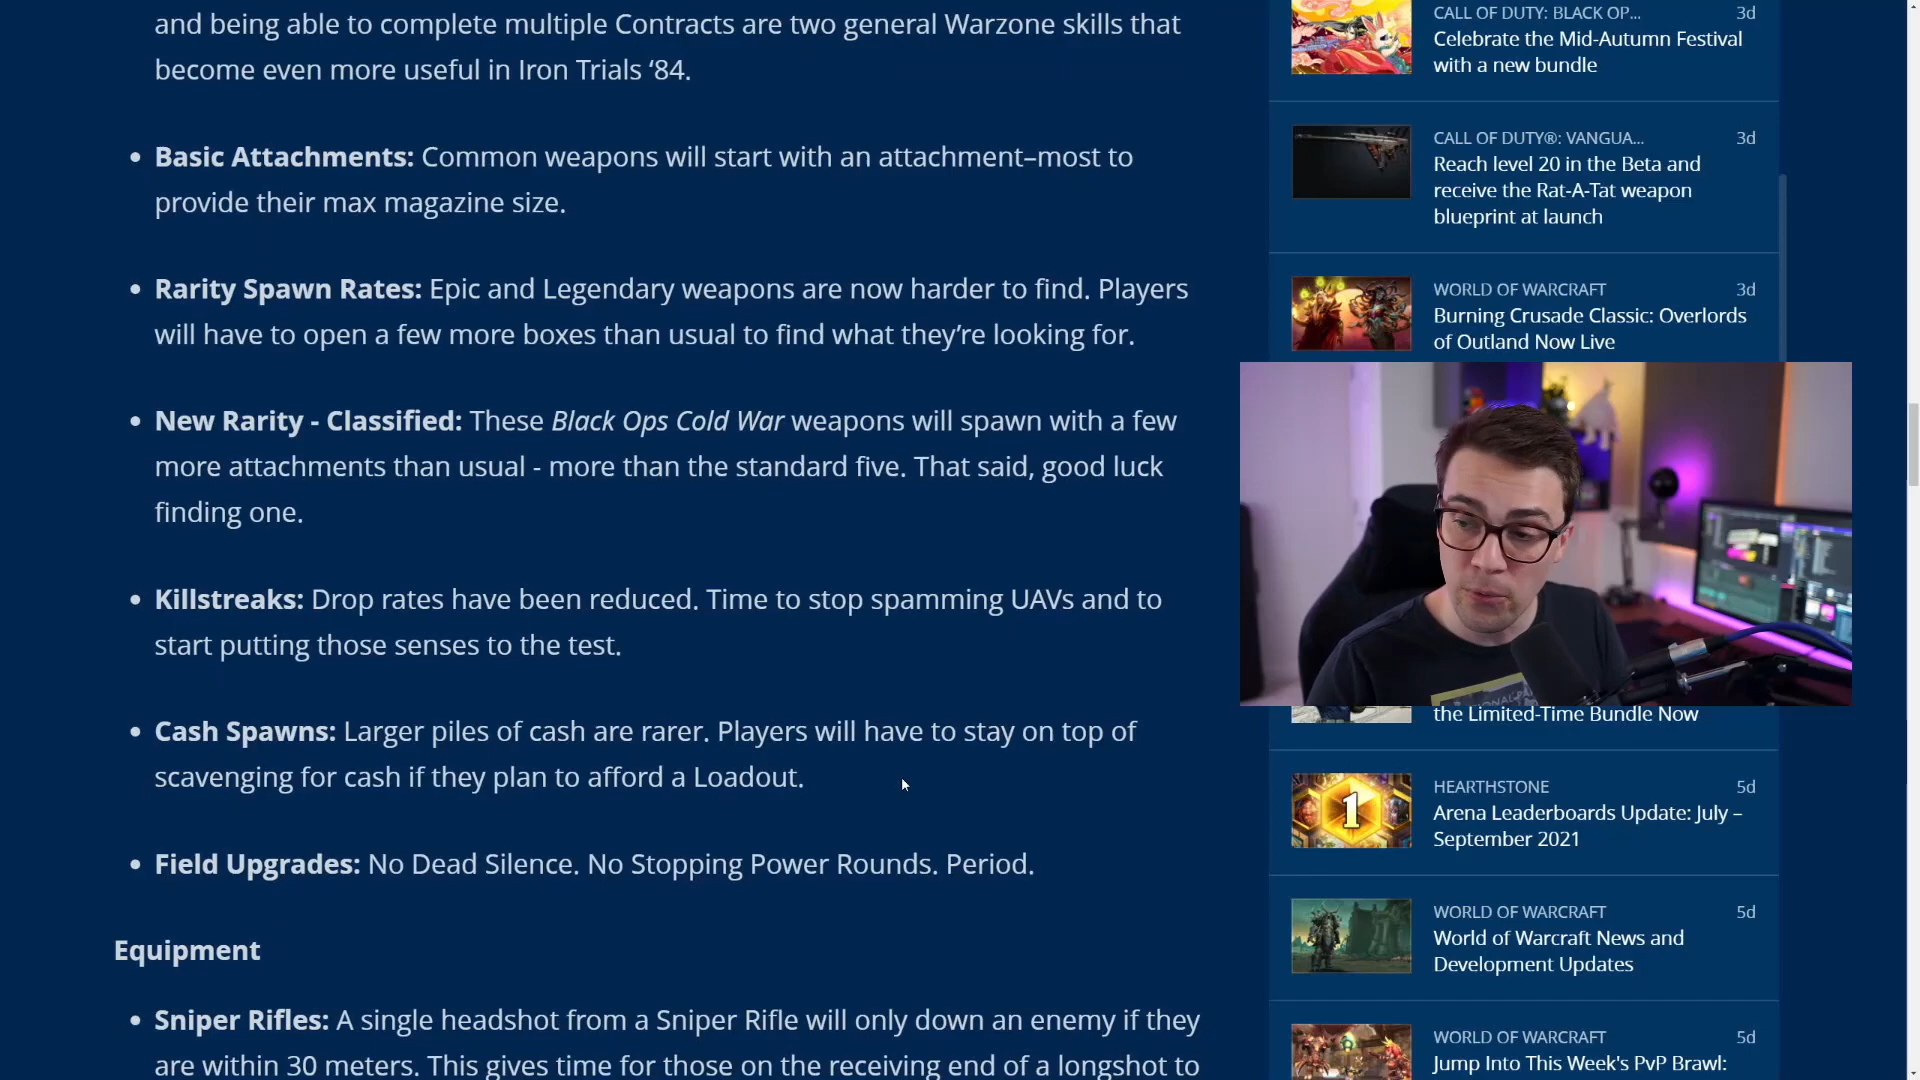 and being able to complete multiple Contracts are two general Warzone skills that
become even more useful in Iron Trials ‘84.
• Basic Attachments: Common weapons will start with an attachment–most to
provide their max magazine size.
• Rarity Spawn Rates: Epic and Legendary weapons are now harder to find. Players
will have to open a few more boxes than usual to find what they’re looking for.
• New Rarity - Classified: These Black Ops Cold War weapons will spawn with a few
more attachments than usual - more than the standard five. That said, good luck
finding one.
• Killstreaks: Drop rates have been reduced. Time to stop spamming UAVs and to
start putting those senses to the test.
• Cash Spawns: Larger piles of cash are rarer. Players will have to stay on top of
scavenging for cash if they plan to afford a Loadout.
• Field Upgrades: No Dead Silence. No Stopping Power Rounds. Period.
Equipment
• Sniper Rifles: A single headshot from a Sniper Rifle will only down an enemy if they
are within 30 meters. This gives time for those on the receiving end of a longshot to
CALL OF DUTY: BLACK OP... 3d
Celebrate the Mid-Autumn Festival
with a new bundle
CALL OF DUTY®: VANGUA... 3d
Reach level 20 in the Beta and
receive the Rat-A-Tat weapon
blueprint at launch
WORLD OF WARCRAFT 3d
Burning Crusade Classic: Overlords
of Outland Now Live
the Limited-Time Bundle Now
HEARTHSTONE 5d
Arena Leaderboards Update: July –
September 2021
1
WORLD OF WARCRAFT 5d
World of Warcraft News and
Development Updates
WORLD OF WARCRAFT 5d
Jump Into This Week's PvP Brawl: